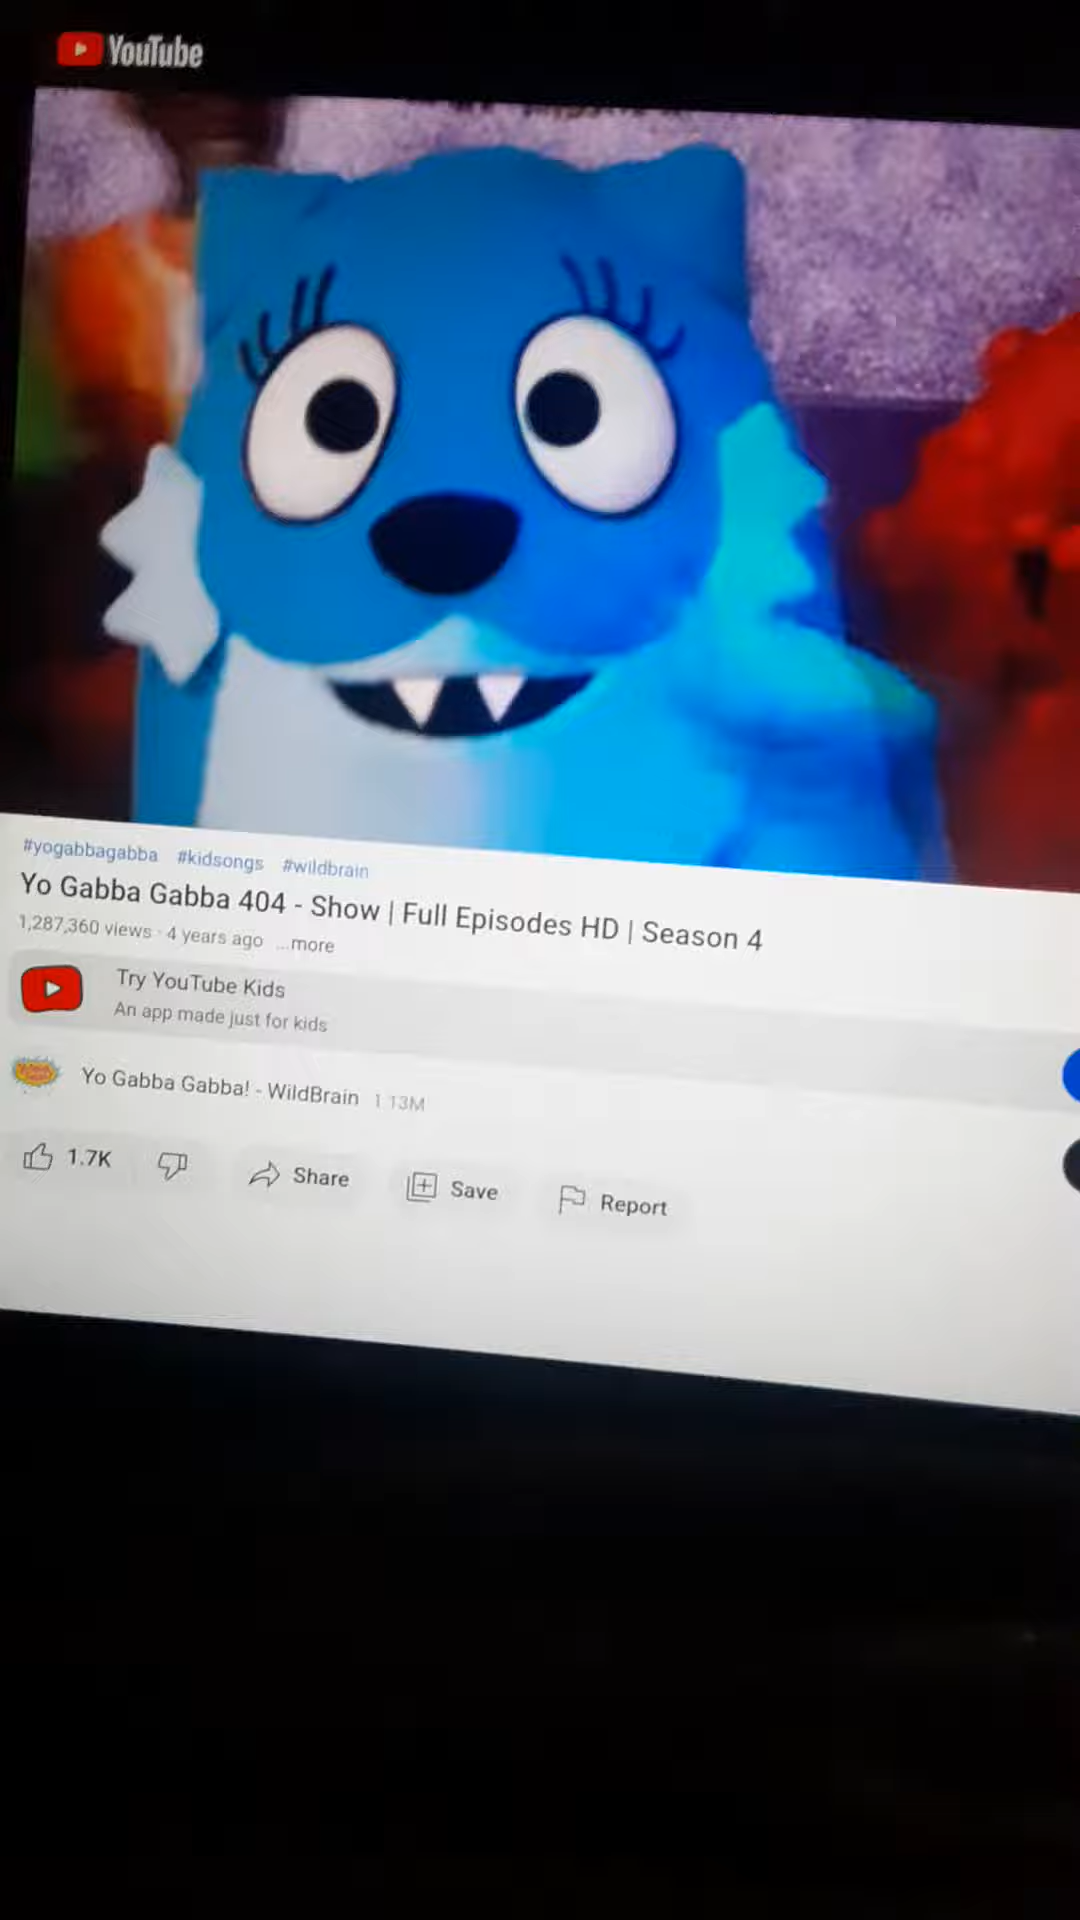 YouTube
#yogabbagabba #kidsongs #wildbrain
Yo Gabba Gabba 404 - Show | Full Episodes HD | Season 4
1,287,360 views · 4 years ago ...more
Try YouTube Kids
An app made just for kids
Yo Gabba Gabba! - WildBrain 1.13M
1.7K Share Save Report